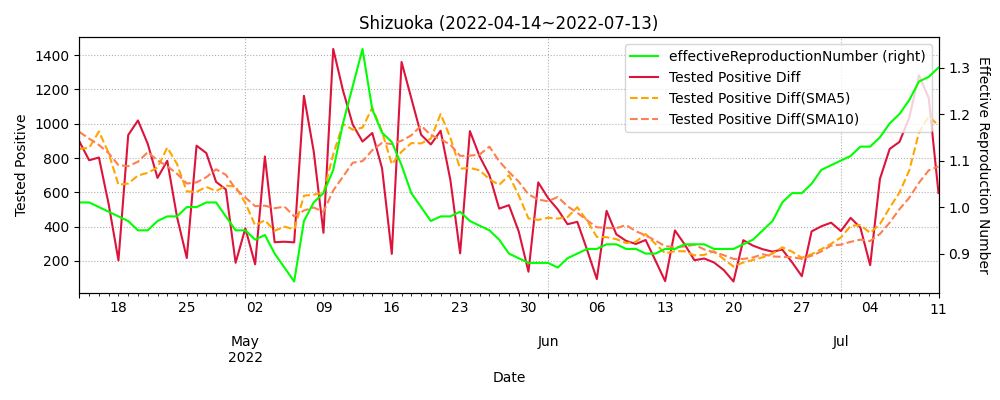 Shizuoka (2022-04-14~2022-07-13)
effectiveReproductionNumber (right)
Tested Positive Diff
Tested Positive Diff(SMA5)
Tested Positive Diff(SMA10)
Tested Positive
1400
1200
1000
800
600
400
200
1.3
1.2
1.1
1.0
0.9
Effective Reproduction Number
18 25 02 09 16 23 30 06 13 20 27 04 11
May Jun Jul
2022
Date